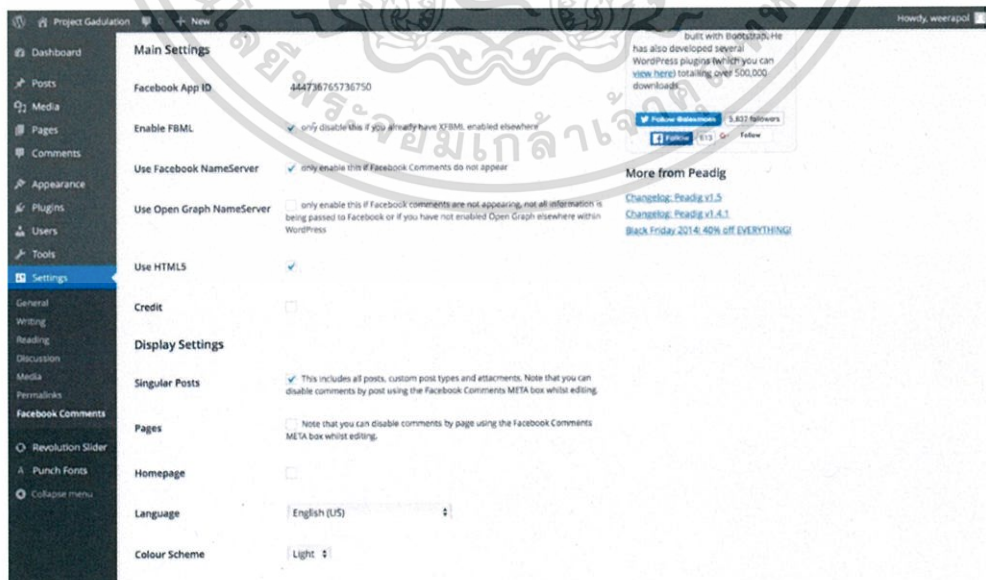 Project Gadulation 0 + New
Howdy, weerapol
Dashboard
Posts
Media
Pages
Comments
Appearance
Plugins
Users
Tools
Settings
General
Writing
Reading
Discussion
Media
Permalinks
Facebook Comments
Revolution Slider
Punch Fonts
Collapse menu
Main Settings
Facebook App ID
444736765736750
Enable FBML
only disable this if you already have XFBML enabled elsewhere
Use Facebook NameServer
only enable this if Facebook Comments do not appear
Use Open Graph NameServer
only enable this if Facebook comments are not appearing, not all information is
being passed to Facebook or if you have not enabled Open Graph elsewhere within
WordPress
Use HTML5
Credit
Display Settings
Singular Posts
This includes all posts, custom post types and attacments. Note that you can
disable comments by post using the Facebook Comments META box whilst editing.
Pages
Note that you can disable comments by page using the Facebook Comments
META box whilst editing.
Homepage
Language
English (US)
Colour Scheme
Light
built with Bootstrap. He
has also developed several
WordPress plugins (which you can
view here) totalling over 500,000
downloads.
Follow @alexmoss
followers
Follow
Follow
More from Peadig
Changelog: Peadig v1.5
Changelog: Peadig v1.4.1
Black Friday 2014: 40% off EVERYTHING!